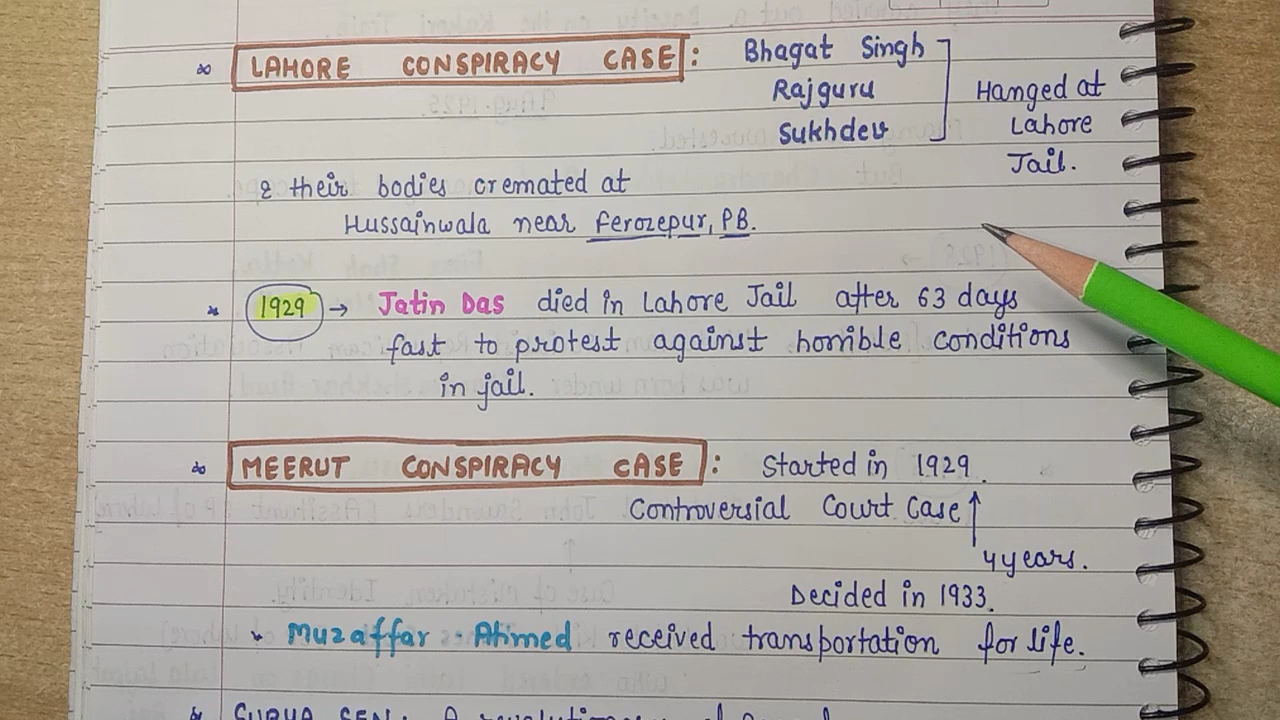 LAHORE CONSPIRACY CASE : Bhagat Singh
Rajguru
Sukhdev
Hanged at
Lahore
Jail.
& their bodies cremated at
Hussainwala near Ferozepur, PB.
1929 → Jatin Das died in Lahore Jail after 63 days
fast to protest against horrible conditions
in jail.
MEERUT CONSPIRACY CASE : Started in 1929.
Controversial Court Case
4 years.
Decided in 1933.
Muzaffar Ahmed received transportation for life.
SURYA SEN: A revolutionary